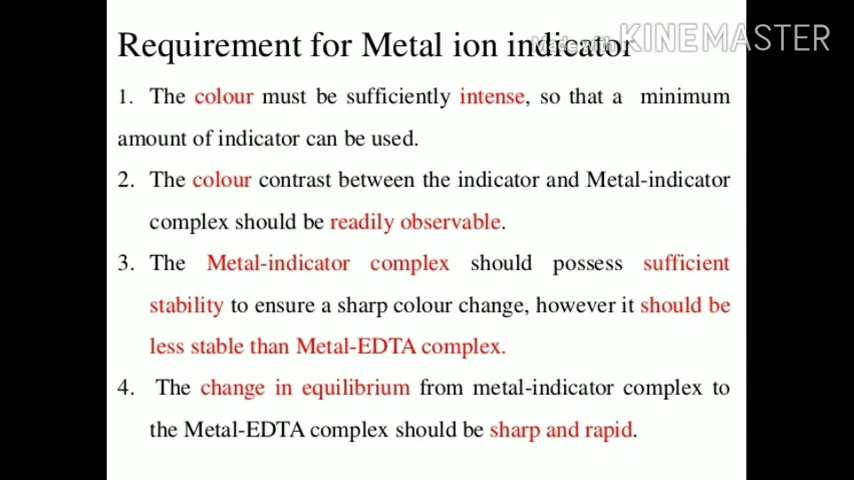 Requirement for Metal ion indicator
Made with KINEMASTER
1. The colour must be sufficiently intense, so that a minimum
amount of indicator can be used.
2. The colour contrast between the indicator and Metal-indicator
complex should be readily observable.
3. The Metal-indicator complex should possess sufficient
stability to ensure a sharp colour change, however it should be
less stable than Metal-EDTA complex.
4. The change in equilibrium from metal-indicator complex to
the Metal-EDTA complex should be sharp and rapid.